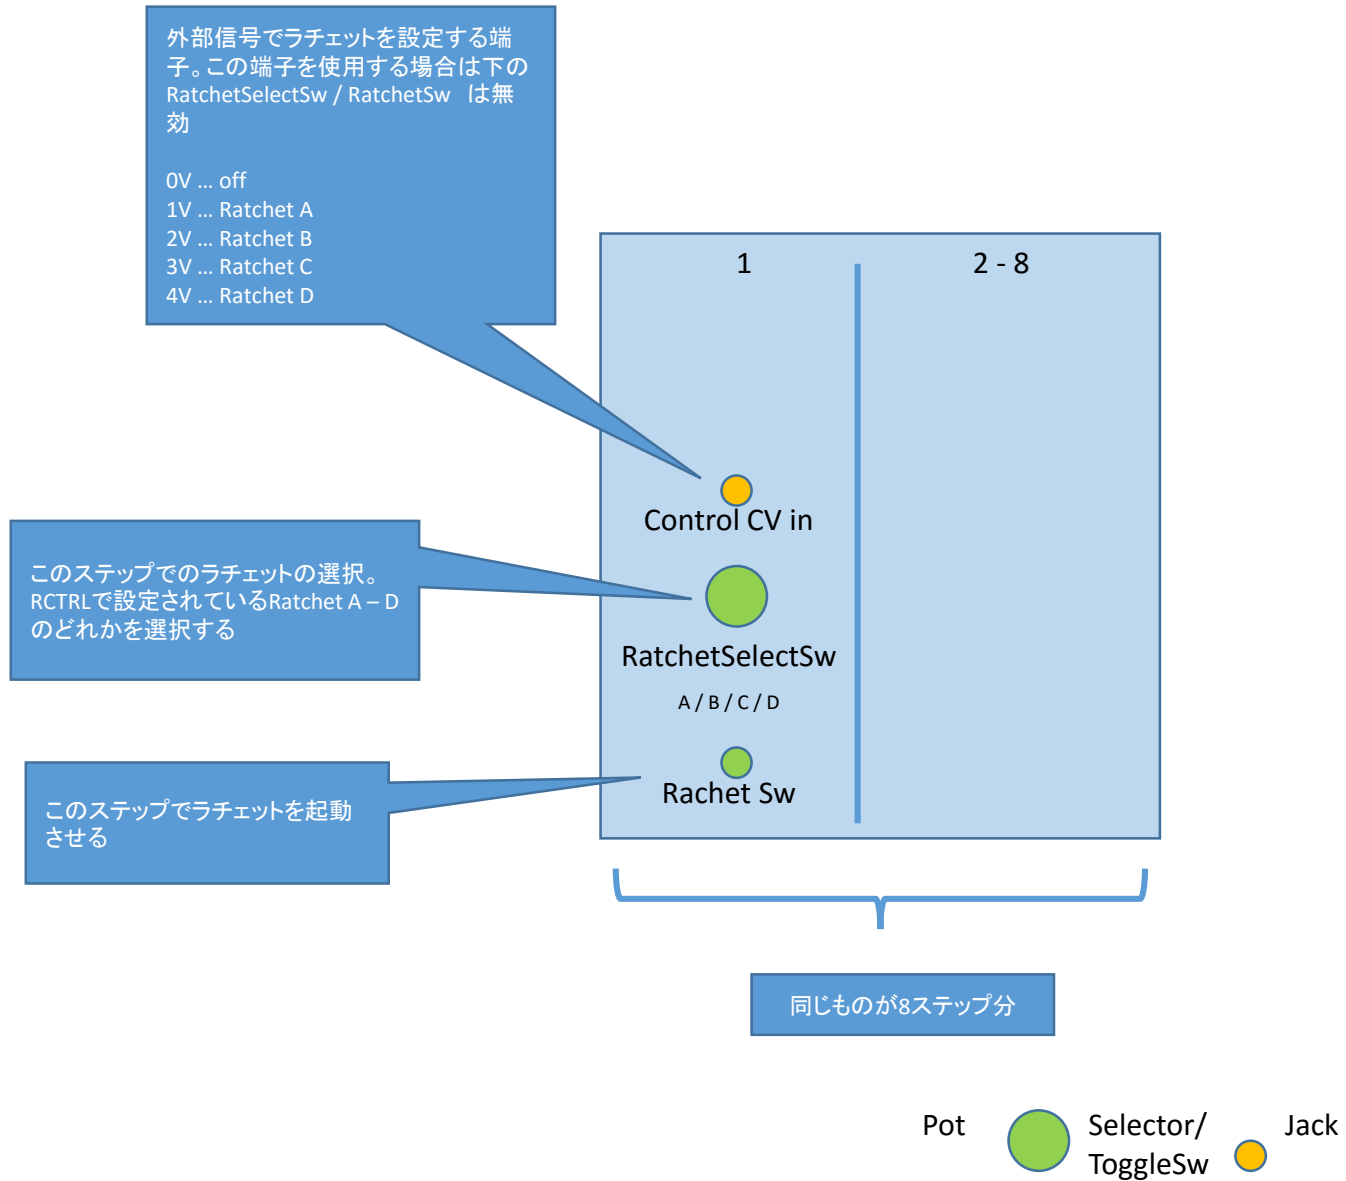 外部信号でラチェットを設定する端
子。この端子を使用する場合は下の
RatchetSelectSw / RatchetSw は無
効
0V … off
1V … Ratchet A
2V … Ratchet B
3V … Ratchet C
4V … Ratchet D
1
2 - 8
Control CV in
このステップでのラチェットの選択。
RCTRLで設定されているRatchet A – D
のどれかを選択する
RatchetSelectSw
A / B / C / D
このステップでラチェットを起動
させる
Rachet Sw
同じものが8ステップ分
Pot
Selector/
ToggleSw
Jack